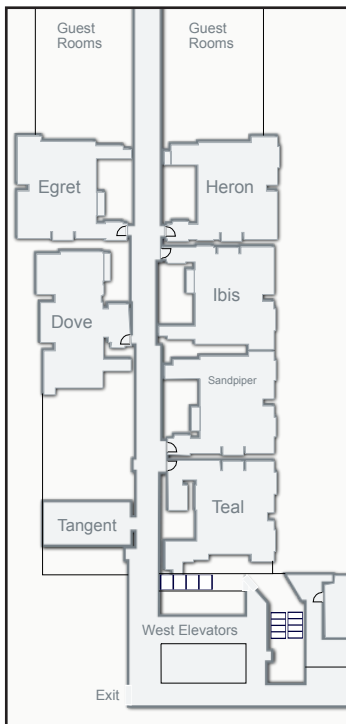 Guest
Rooms
Guest
Rooms
Egret
Heron
Ibis
Dove
Sandpiper
Teal
Tangent
West Elevators
Exit